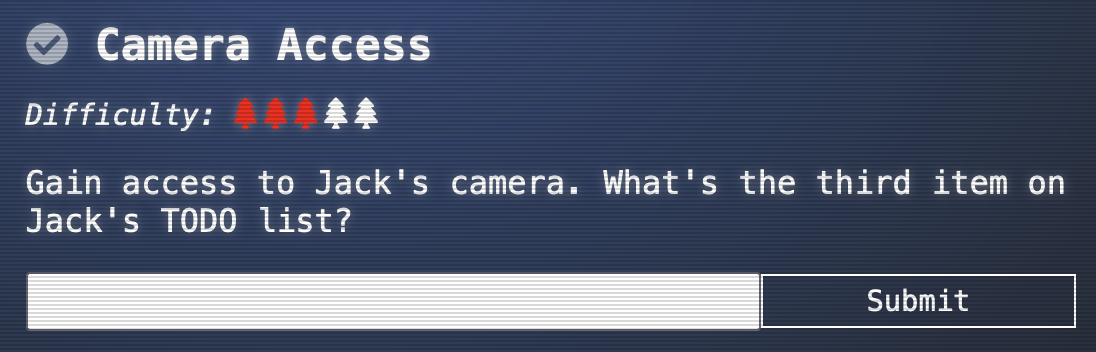 Camera Access
Difficulty:
Gain access to Jack's camera. What's the third item on
Jack's TODO list?
Submit